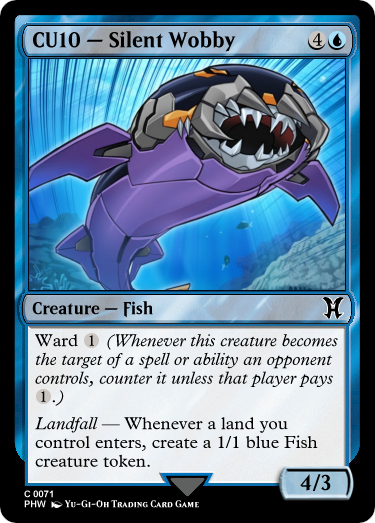 CU10 — Silent Wobby 4
Creature — Fish
Ward 1 (Whenever this creature becomes
the target of a spell or ability an opponent
controls, counter it unless that player pays
1.)
Landfall — Whenever a land you
control enters, create a 1/1 blue Fish
creature token.
4/3
C 0071
PHW Yu-Gi-Oh Trading Card Game